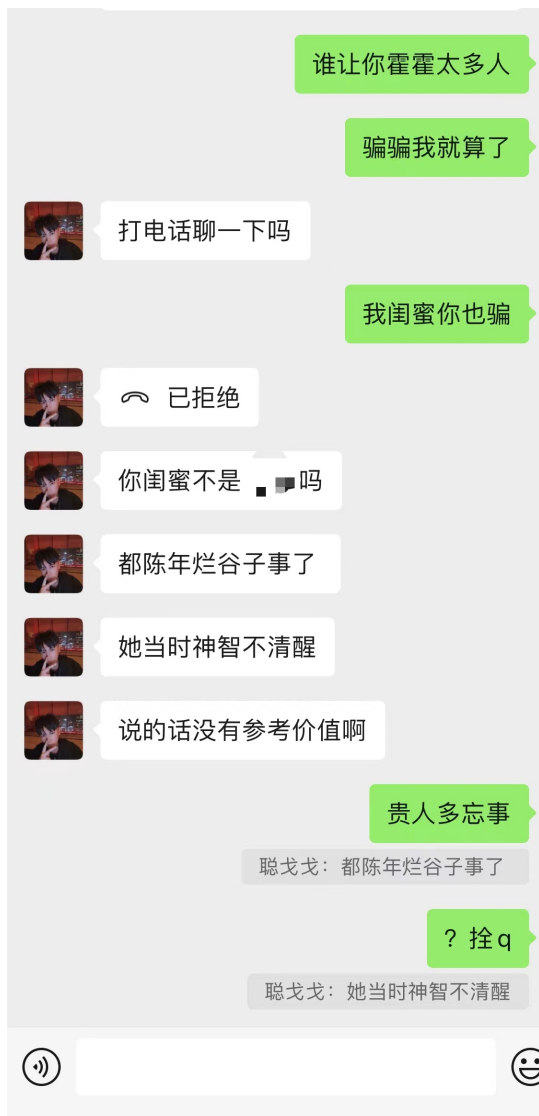 谁让你霍霍太多人
骗骗我就算了
打电话聊一下吗
我闺蜜你也骗
已拒绝
你闺蜜不是
吗
都陈年烂谷子事了
她当时神智不清醒
说的话没有参考价值啊
贵人多忘事
聪戈戈：都陈年烂谷子事了
？拴q
聪戈戈：她当时神智不清醒